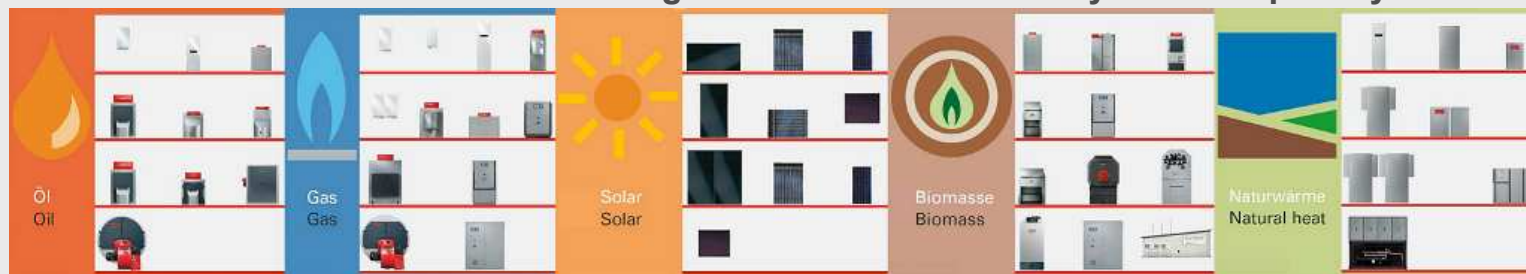 Öl
Oil
Gas
Gas
Solar
Solar
Biomasse
Biomass
Naturwärme
Natural heat